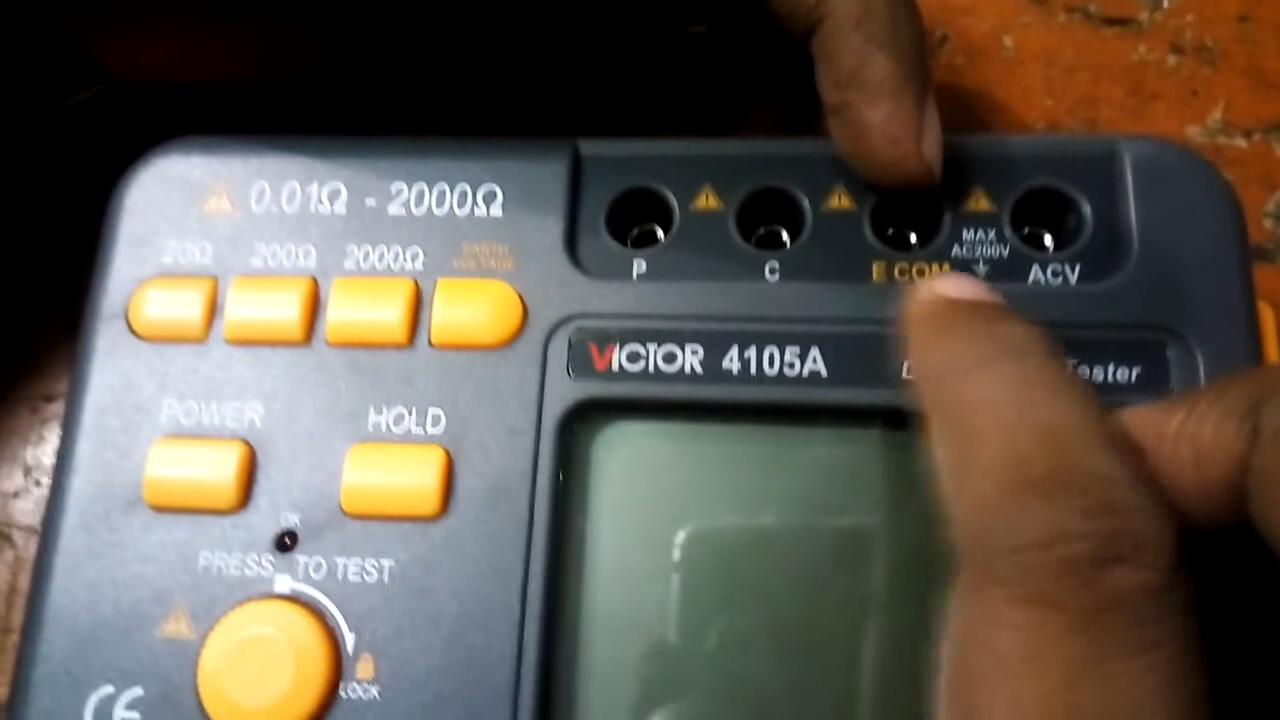 0.01Ω - 2000Ω
20Ω 200Ω 2000Ω EARTH VOLTAGE
P C E COM MAX AC200V ACV
VICTOR 4105A Tester
POWER HOLD
OK
PRESS TO TEST
LOCK
CE